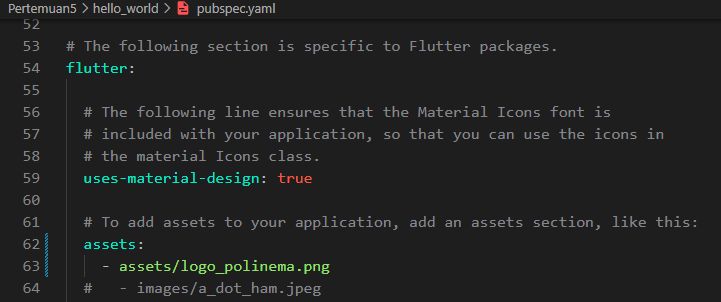 Pertemuan5 > hello_world > pubspec.yaml
52
53 # The following section is specific to Flutter packages.
54 flutter:
55
56 # The following line ensures that the Material Icons font is
57 # included with your application, so that you can use the icons in
58 # the material Icons class.
59 uses-material-design: true
60
61 # To add assets to your application, add an assets section, like this:
62 assets:
63 - assets/logo_polinema.png
64 # - images/a_dot_ham.jpeg